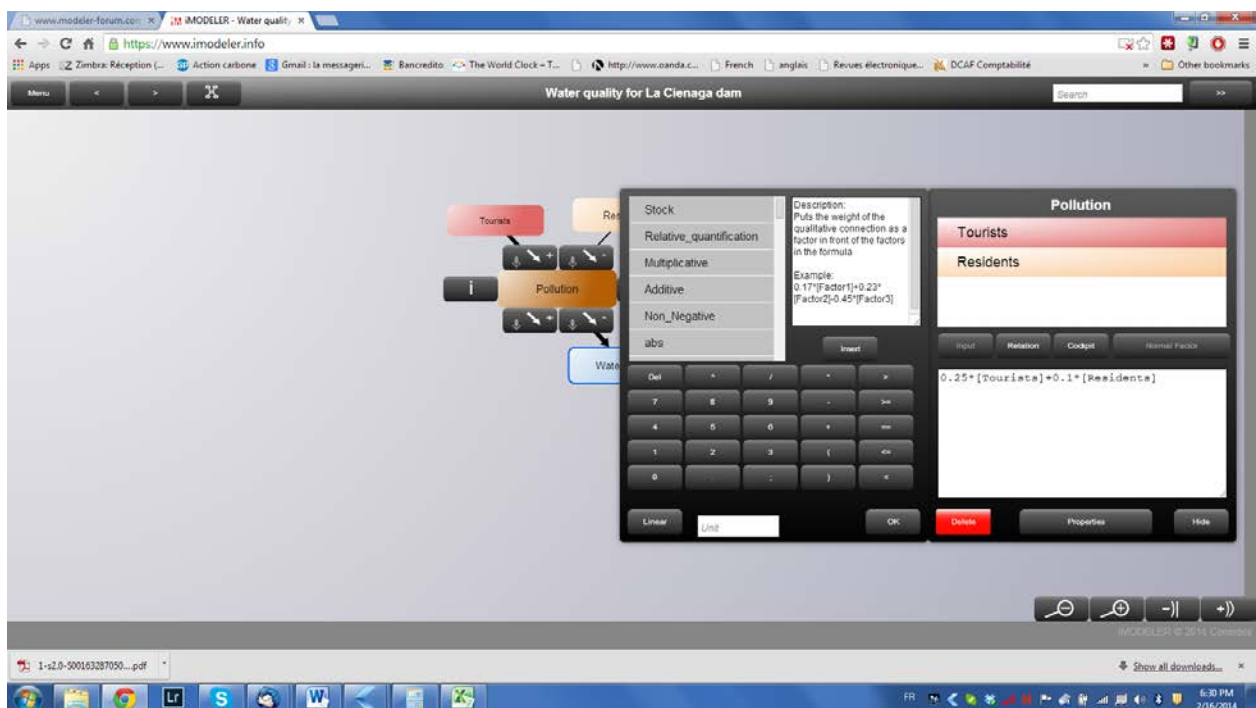 www.modeler-forum.com
iMODELER - Water quality
https://www.imodeler.info
Apps
Zimbra: Réception (...
Action carbone
Gmail : la messageri...
Bancredito
The World Clock – T...
http://www.oanda.c...
French
anglais
Revues électronique...
DCAF Comptabilité
»
Other bookmarks
Menu
<
>
Water quality for La Cienaga dam
Search
>>
Tourists
Res
+
-
i
Pollution
+
-
Wate
Stock
Relative_quantification
Multiplicative
Additive
Non_Negative
abs
Description:
Puts the weight of the
qualitative connection as a
factor in front of the factors
in the formula
Example:
0.17*[Factor1]+0.23*
[Factor2]-0.45*[Factor3]
Insert
Del
^
/
*
>
7
8
9
-
>=
4
5
6
+
==
1
2
3
(
<=
0
.
;
)
<
Linear
Unit
OK
Pollution
Tourists
Residents
Input
Relation
Cockpit
Normal Factor
0.25*[Tourists]+0.1*[Residents]
Delete
Properties
Hide
-)|
+))
iMODELER © 2014 Consideo
1-s2.0-S00163287050....pdf
Show all downloads...
FR
6:30 PM
2/16/2014